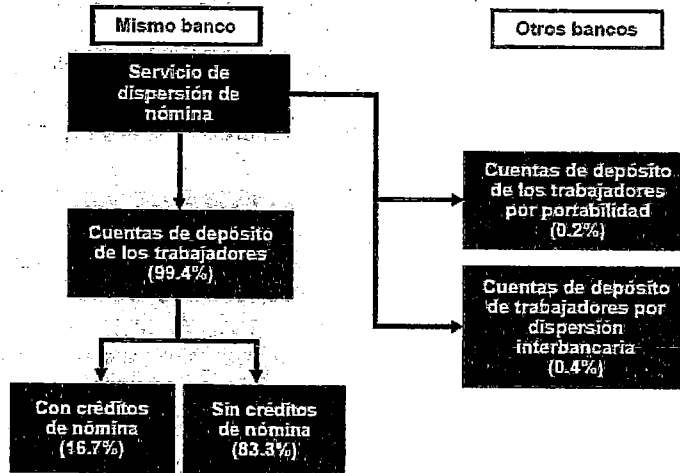 Mismo banco
Otros bancos
Servicio de
dispersión de
nómina
Cuentas de depósito
de los trabajadores
por portabilidad
(0.2%)
Cuentas de depósito
de los trabajadores
(99.4%)
Cuentas de depósito
de trabajadores por
dispersión
interbancaria
(0.4%)
Con créditos
de nómina
(16.7%)
Sin créditos
de nómina
(83.3%)